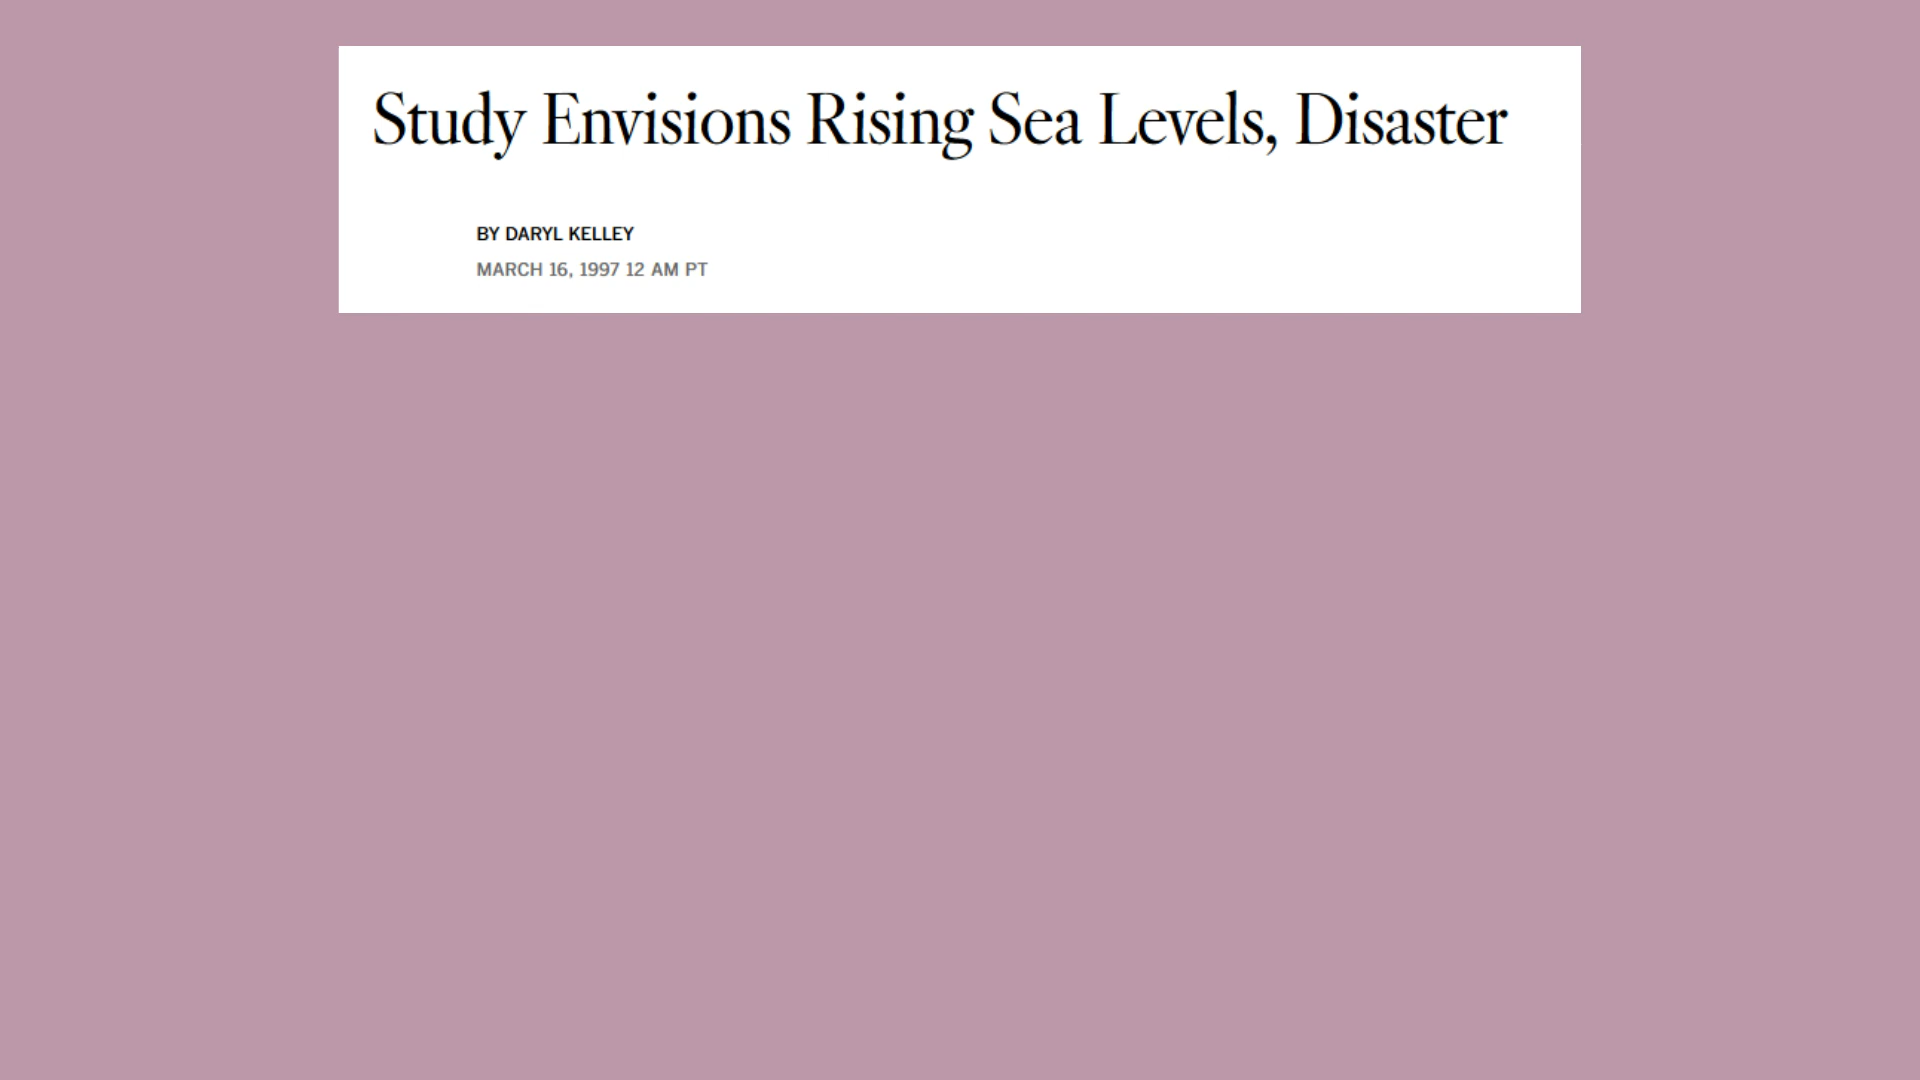 Study Envisions Rising Sea Levels, Disaster
BY DARYL KELLEY
MARCH 16, 1997 12 AM PT